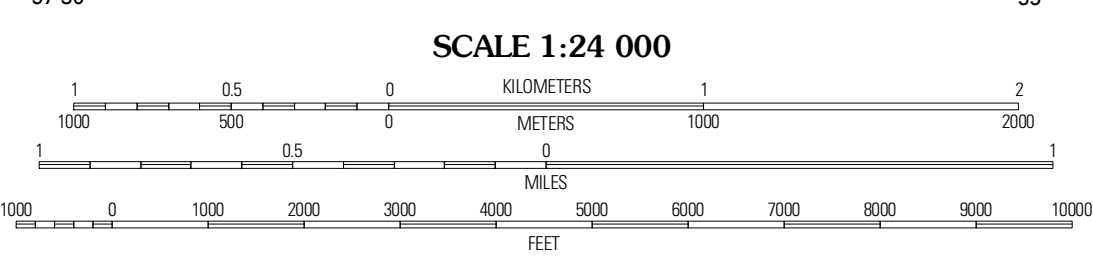 SCALE 1:24 000
1 0.5 0 KILOMETERS 1 2
1000 500 0 METERS 1000 2000
1 0.5 0 1
MILES
1000 0 1000 2000 3000 4000 5000 6000 7000 8000 9000 10000
FEET